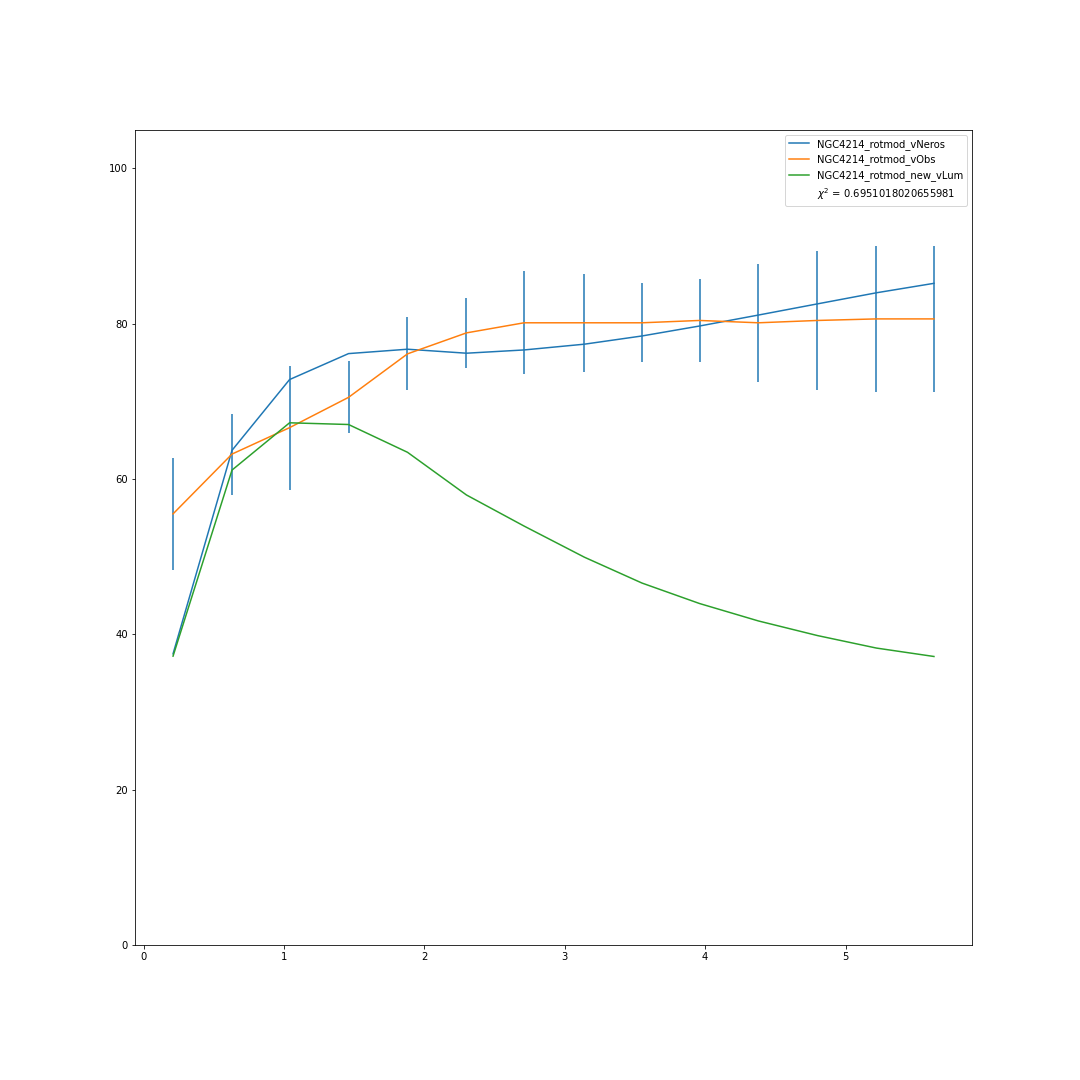 NGC4214_rotmod_vNeros
NGC4214_rotmod_vObs
NGC4214_rotmod_new_vLum
χ² = 0.6951018020655981
100
80
60
40
20
0
0 1 2 3 4 5